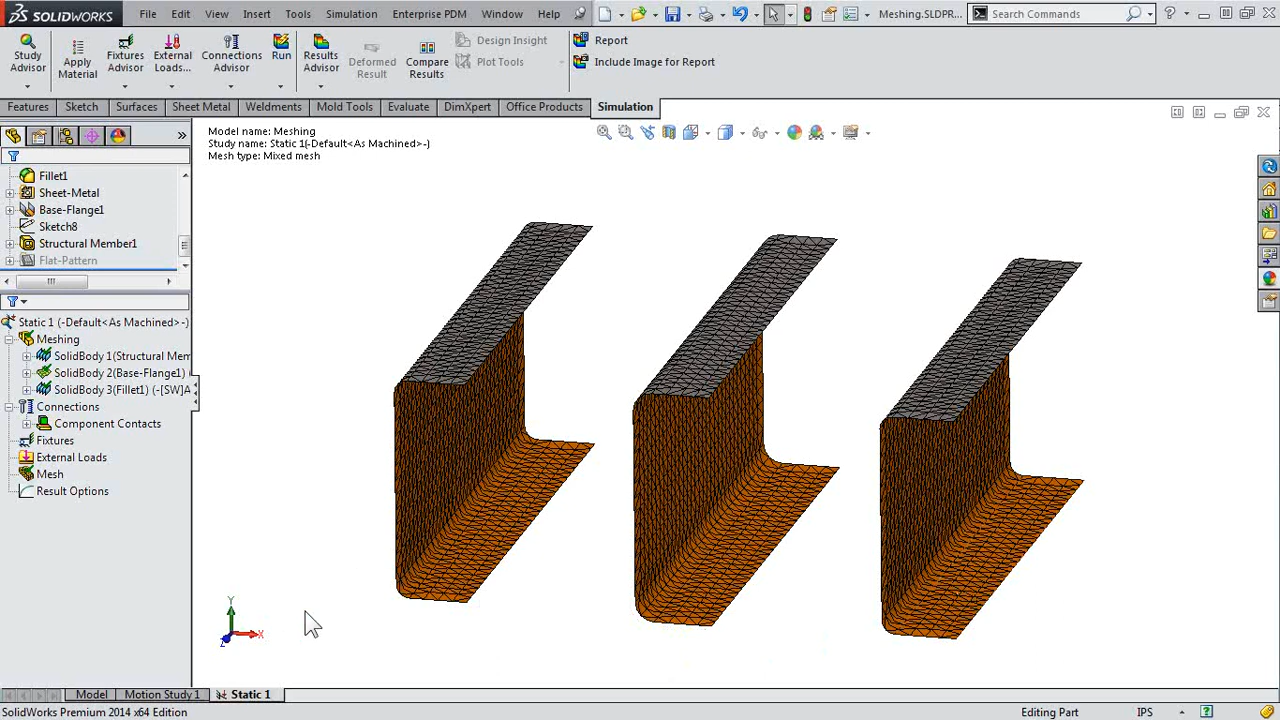 SOLIDWORKS File Edit View Insert Tools Simulation Enterprise PDM Window Help Meshing.SLDPR... Search Commands
Study Advisor
Apply Material
Fixtures Advisor
External Loads...
Connections Advisor
Run
Results Advisor
Deformed Result
Compare Results
Design Insight
Plot Tools
Report
Include Image for Report
Features Sketch Surfaces Sheet Metal Weldments Mold Tools Evaluate DimXpert Office Products Simulation
Model name: Meshing
Study name: Static 1(-Default<As Machined>-)
Mesh type: Mixed mesh
Fillet1
Sheet-Metal
Base-Flange1
Sketch8
Structural Member1
Flat-Pattern
Static 1 (-Default<As Machined>-)
Meshing
SolidBody 1(Structural Mem
SolidBody 2(Base-Flange1) (
SolidBody 3(Fillet1) (-[SW]A
Connections
Component Contacts
Fixtures
External Loads
Mesh
Result Options
Y
X
Z
Model Motion Study 1 Static 1
SolidWorks Premium 2014 x64 Edition Editing Part IPS